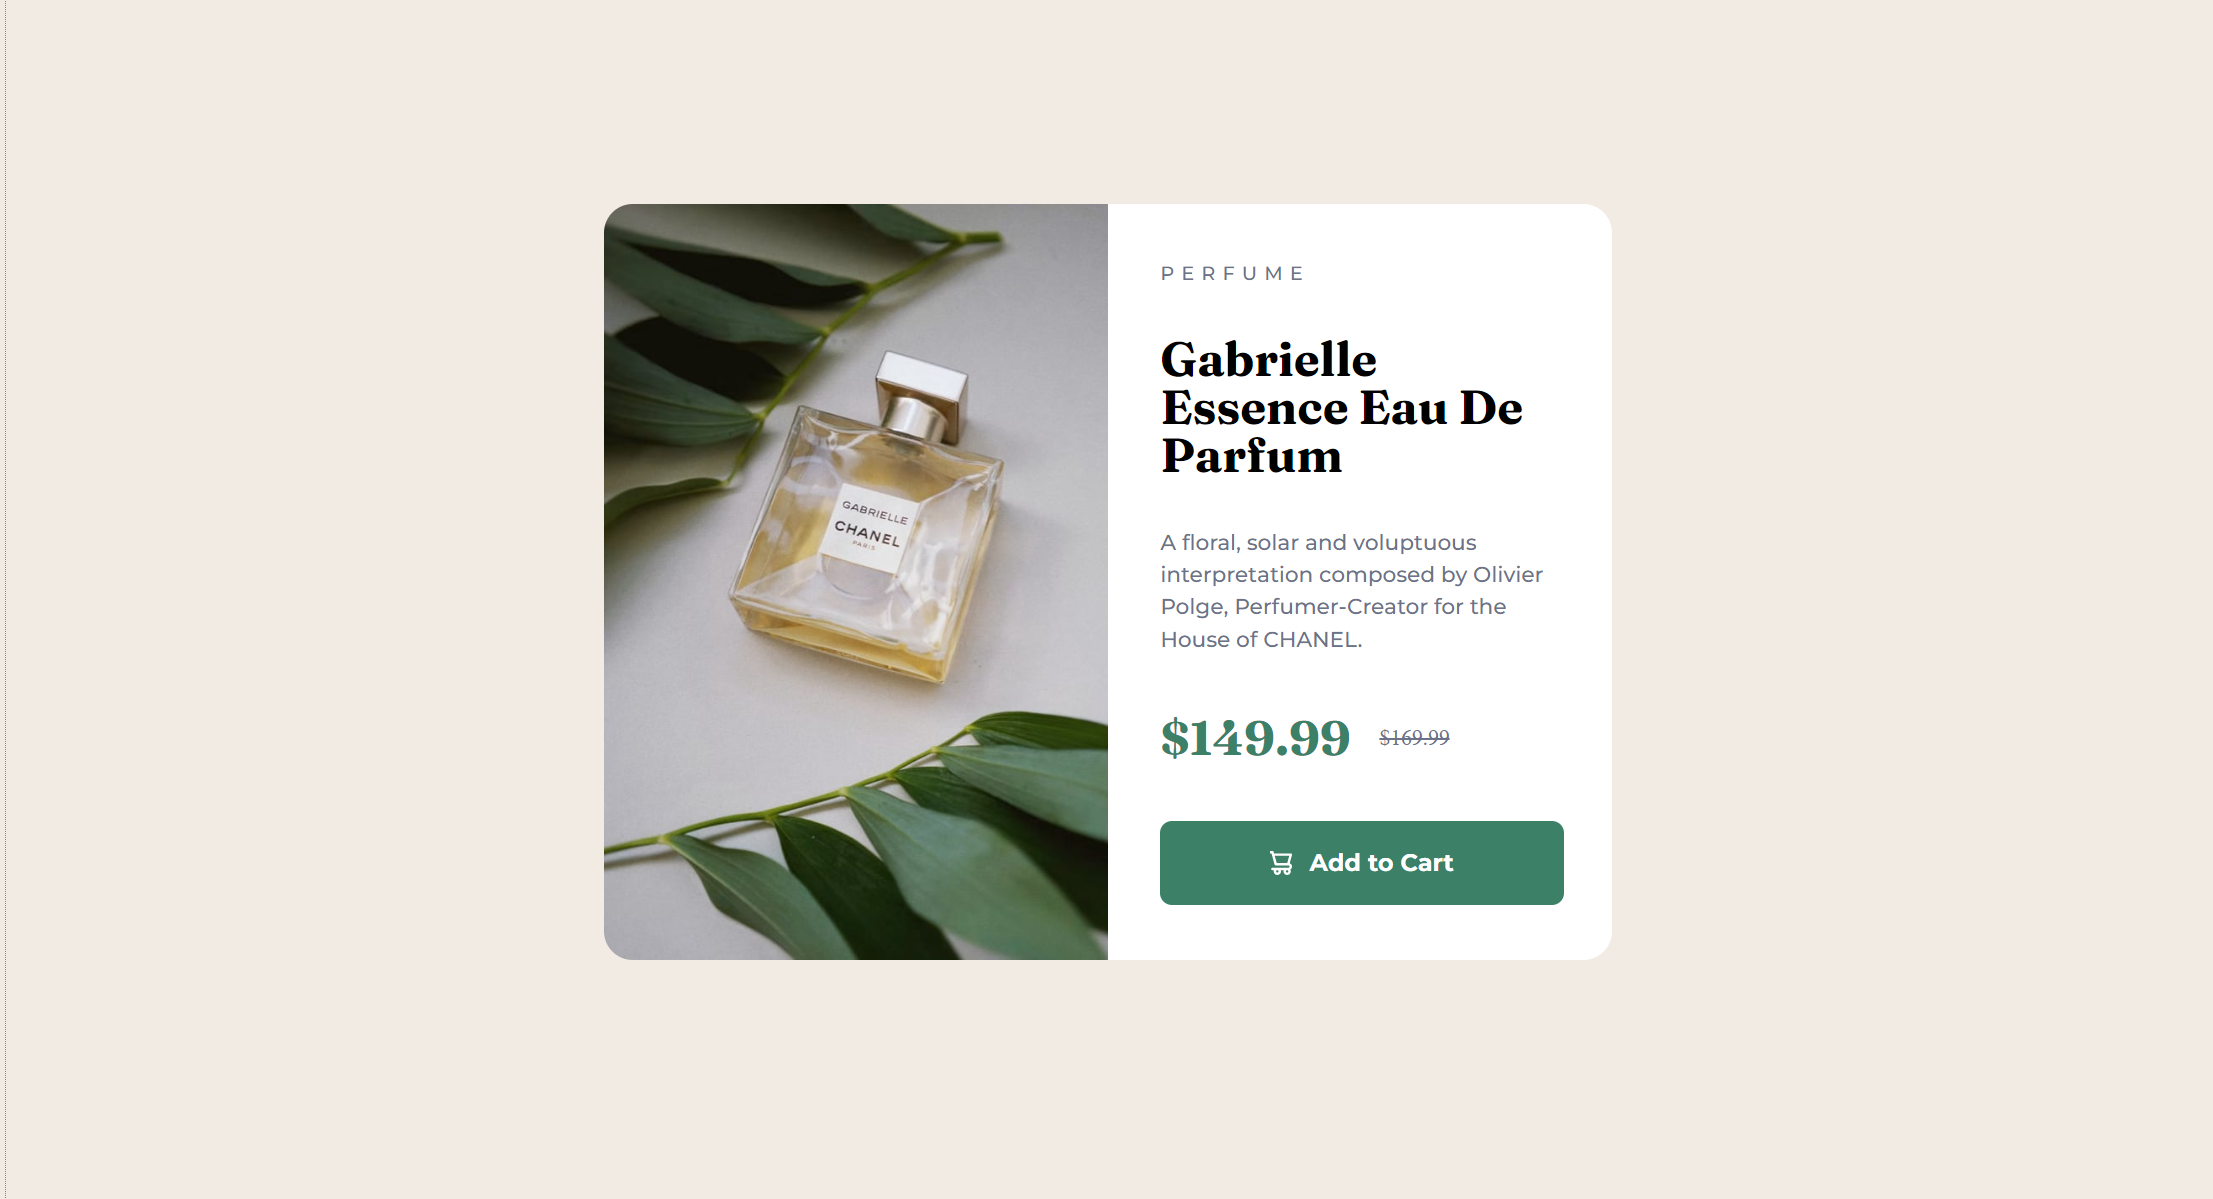 GABRIELLE
CHANEL
PARIS
PERFUME
Gabrielle
Essence Eau De
Parfum
A floral, solar and voluptuous
interpretation composed by Olivier
Polge, Perfumer-Creator for the
House of CHANEL.
$149.99 $169.99
Add to Cart